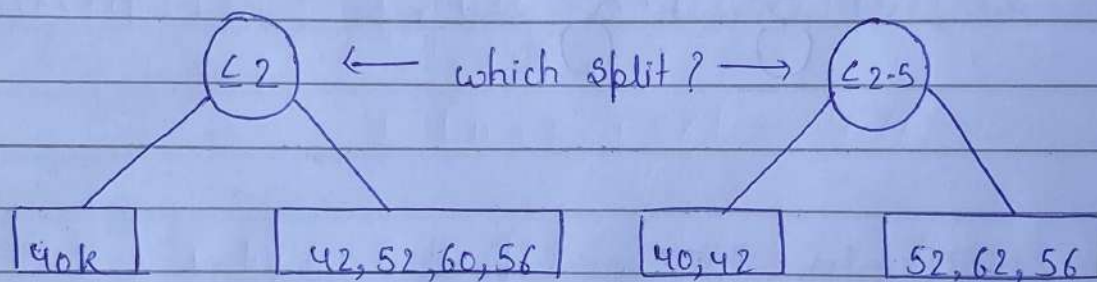 ≤2 ← which split? → ≤2.5
40k 42, 52, 60, 56 40, 42 52, 62, 56